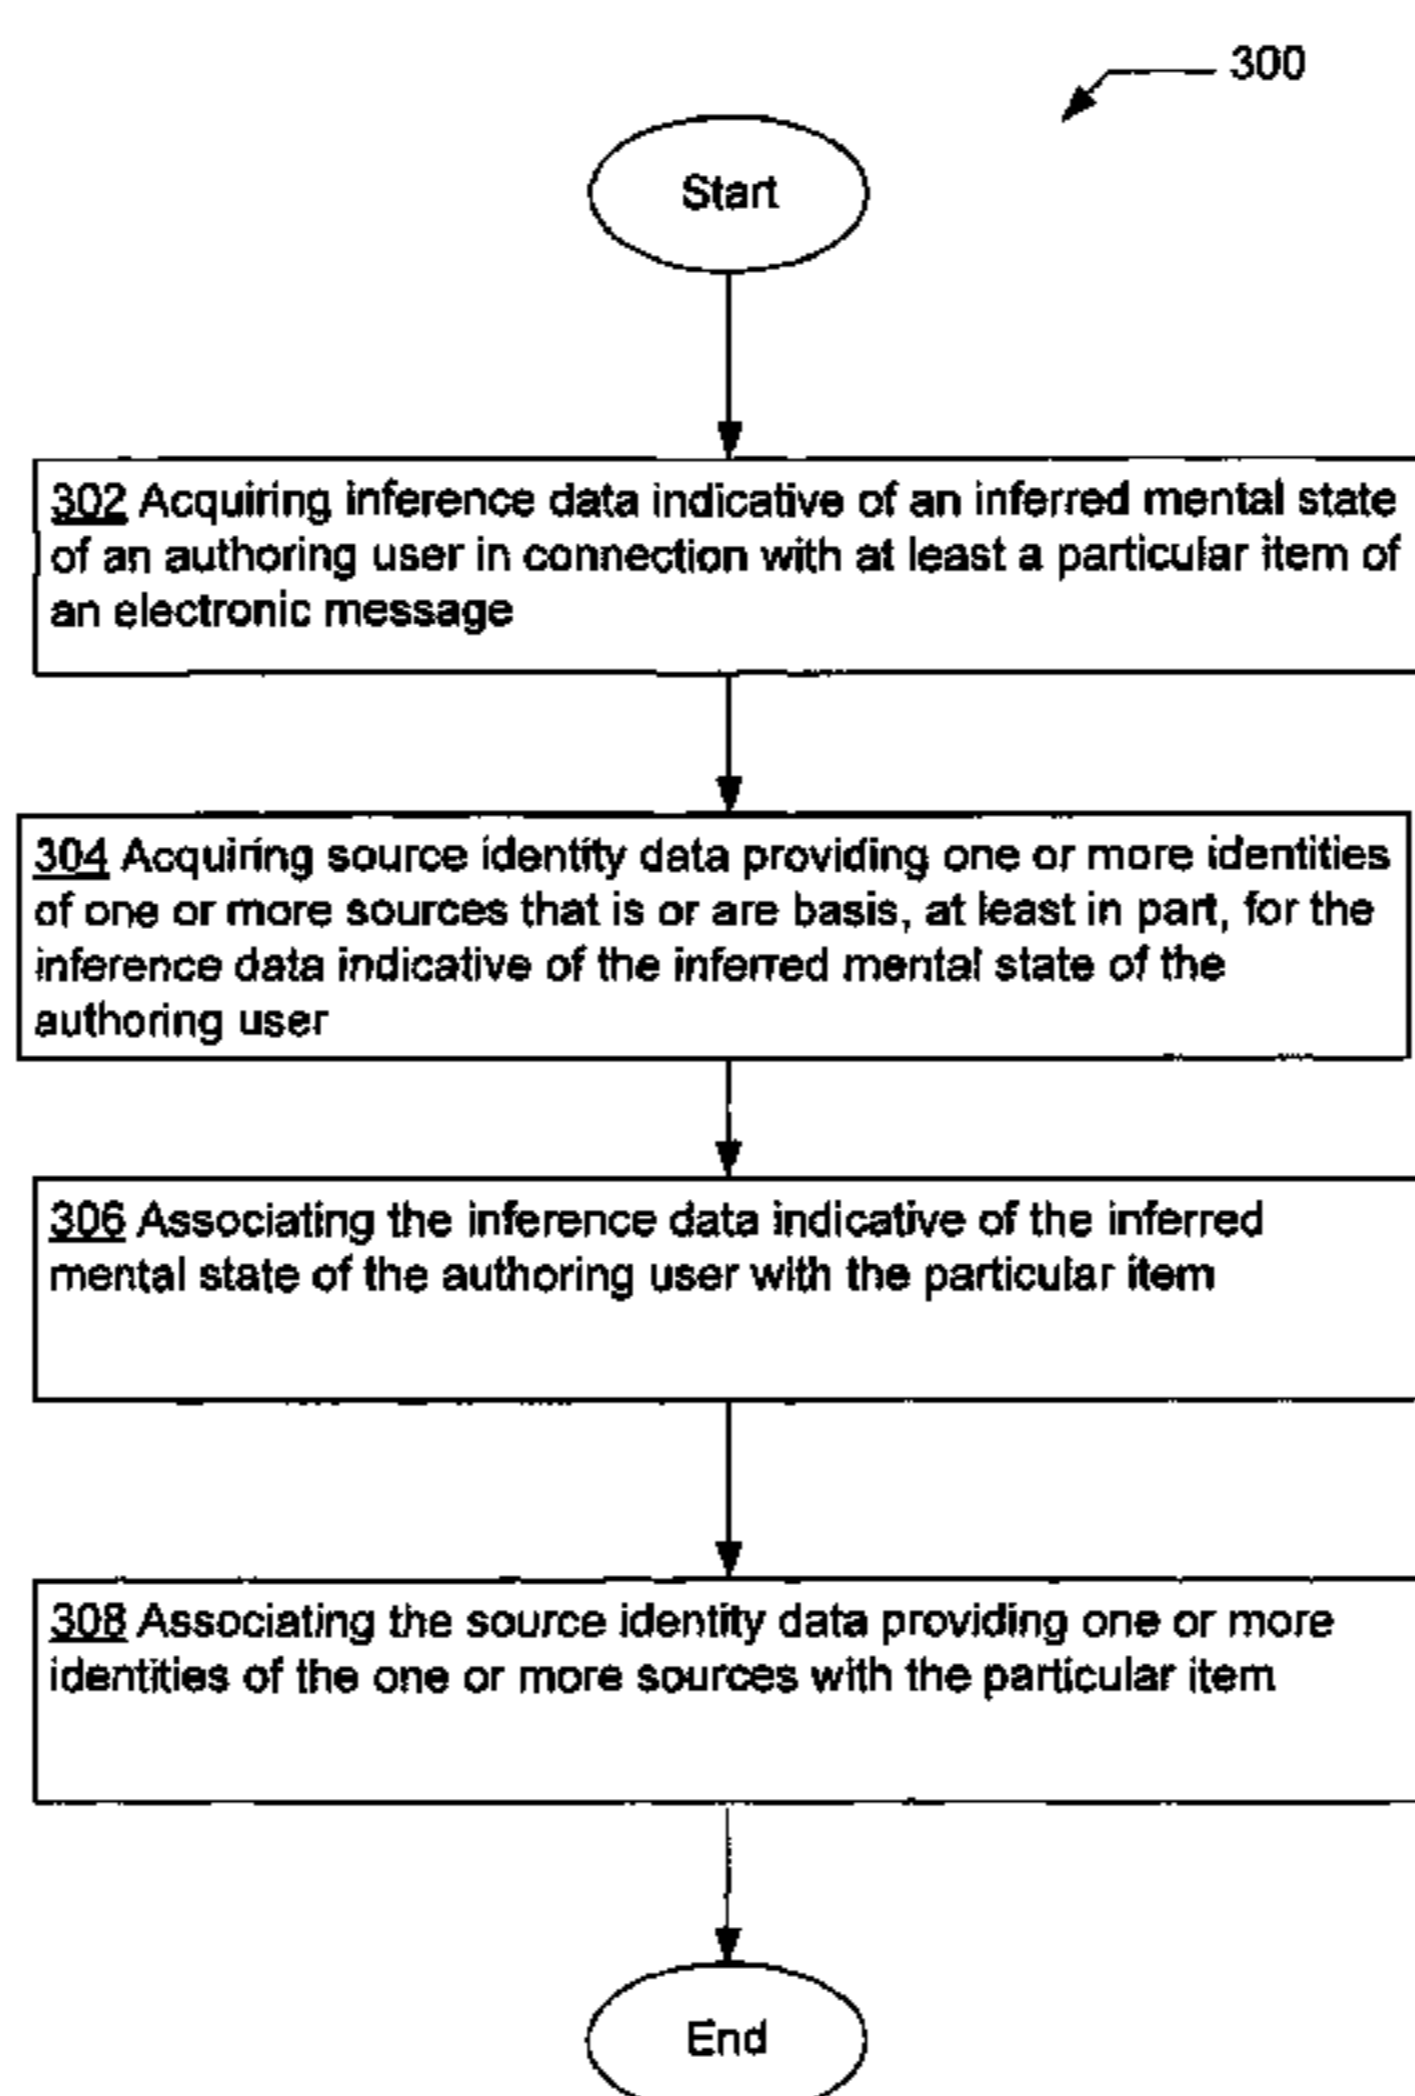 300
Start
302 Acquiring inference data indicative of an inferred mental state
of an authoring user in connection with at least a particular item of
an electronic message
304 Acquiring source identity data providing one or more identities
of one or more sources that is or are basis, at least in part, for the
inference data indicative of the inferred mental state of the
authoring user
306 Associating the inference data indicative of the inferred
mental state of the authoring user with the particular item
308 Associating the source identity data providing one or more
identities of the one or more sources with the particular item
End